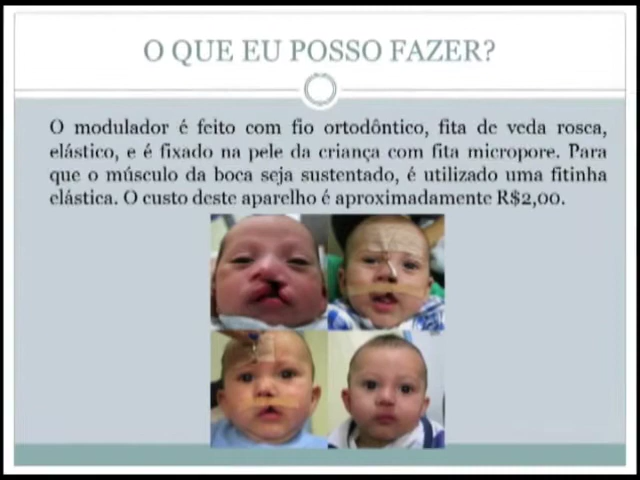 O QUE EU POSSO FAZER?
O modulador é feito com fio ortodôntico, fita de veda rosca,
elástico, e é fixado na pele da criança com fita micropore. Para
que o músculo da boca seja sustentado, é utilizado uma fitinha
elástica. O custo deste aparelho é aproximadamente R$2,00.